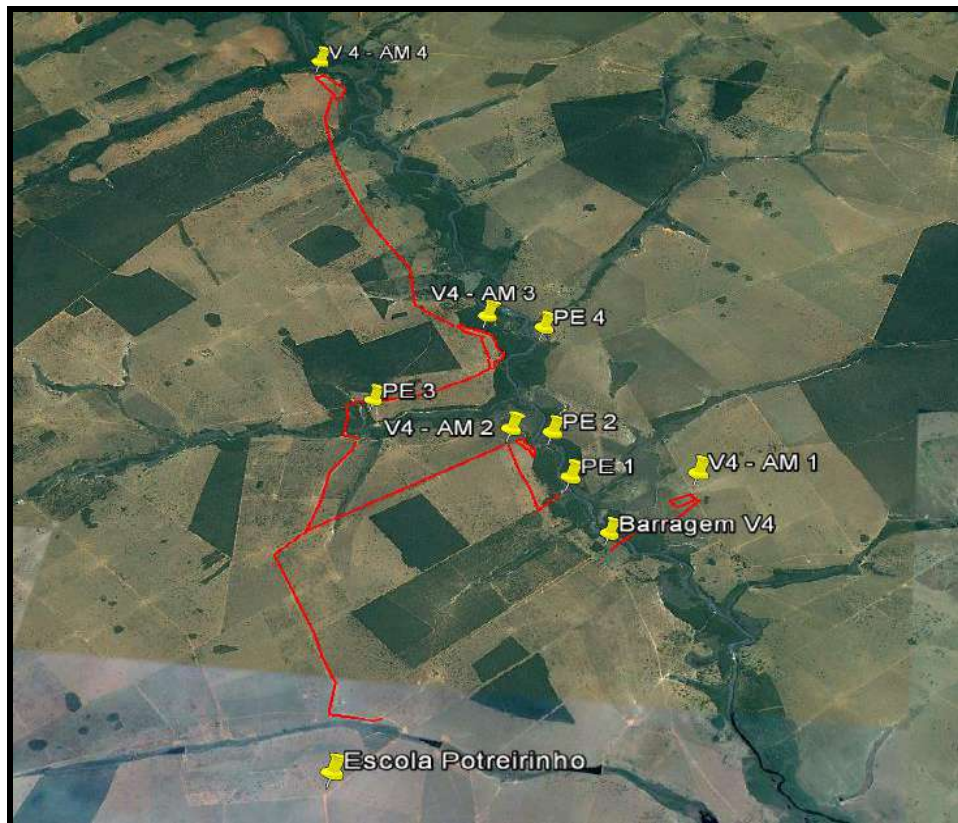 V 4 - AM 4
V4 - AM 3
PE 4
PE 3
V4 - AM 2
PE 2
PE 1
V4 - AM 1
Barragem V4
Escola Potreirinho